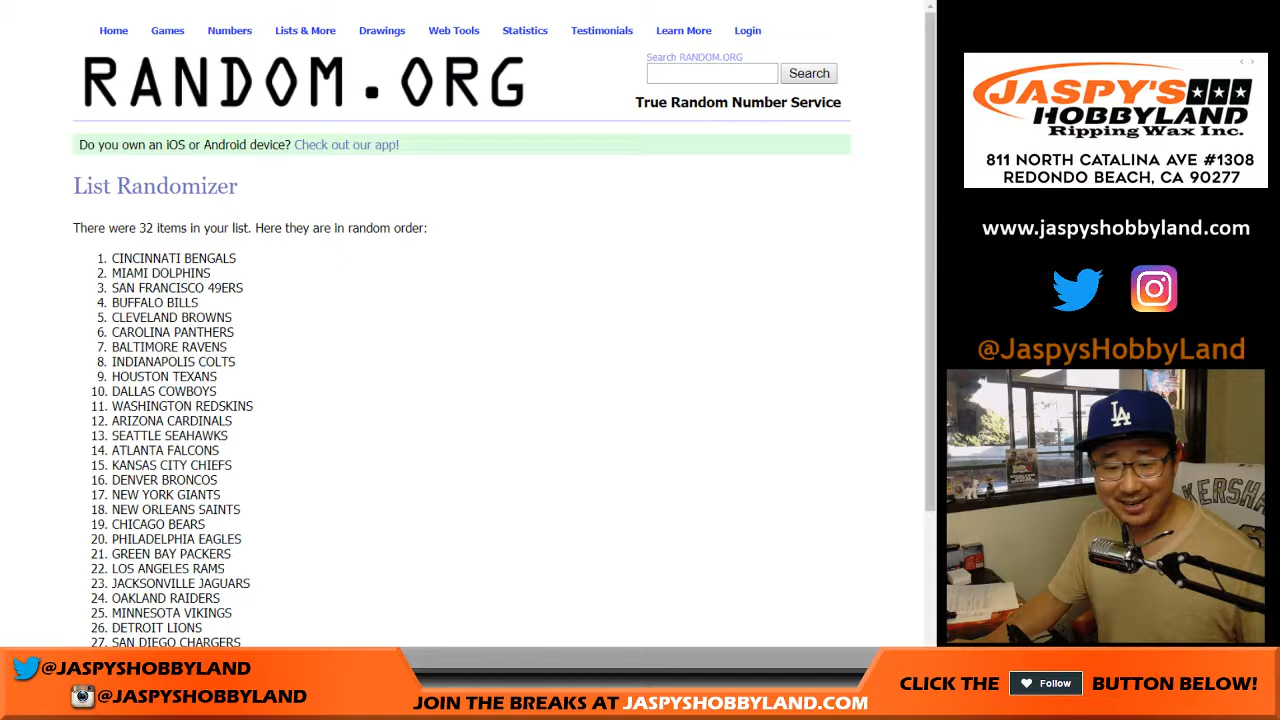 Home Games Numbers Lists & More Drawings Web Tools Statistics Testimonials Learn More Login
RANDOM.ORG
Search RANDOM.ORG
Search
True Random Number Service
Do you own an iOS or Android device? Check out our app!
List Randomizer
There were 32 items in your list. Here they are in random order:
1. CINCINNATI BENGALS
2. MIAMI DOLPHINS
3. SAN FRANCISCO 49ERS
4. BUFFALO BILLS
5. CLEVELAND BROWNS
6. CAROLINA PANTHERS
7. BALTIMORE RAVENS
8. INDIANAPOLIS COLTS
9. HOUSTON TEXANS
10. DALLAS COWBOYS
11. WASHINGTON REDSKINS
12. ARIZONA CARDINALS
13. SEATTLE SEAHAWKS
14. ATLANTA FALCONS
15. KANSAS CITY CHIEFS
16. DENVER BRONCOS
17. NEW YORK GIANTS
18. NEW ORLEANS SAINTS
19. CHICAGO BEARS
20. PHILADELPHIA EAGLES
21. GREEN BAY PACKERS
22. LOS ANGELES RAMS
23. JACKSONVILLE JAGUARS
24. OAKLAND RAIDERS
25. MINNESOTA VIKINGS
26. DETROIT LIONS
27. SAN DIEGO CHARGERS
JASPY'S
HOBBYLAND
Ripping Wax Inc.
811 NORTH CATALINA AVE #1308
REDONDO BEACH, CA 90277
www.jaspyshobbyland.com
@JaspysHobbyLand
LA
KERSHA
@JASPYSHOBBYLAND
@JASPYSHOBBYLAND
JOIN THE BREAKS AT JASPYSHOBBYLAND.COM
CLICK THE Follow BUTTON BELOW!